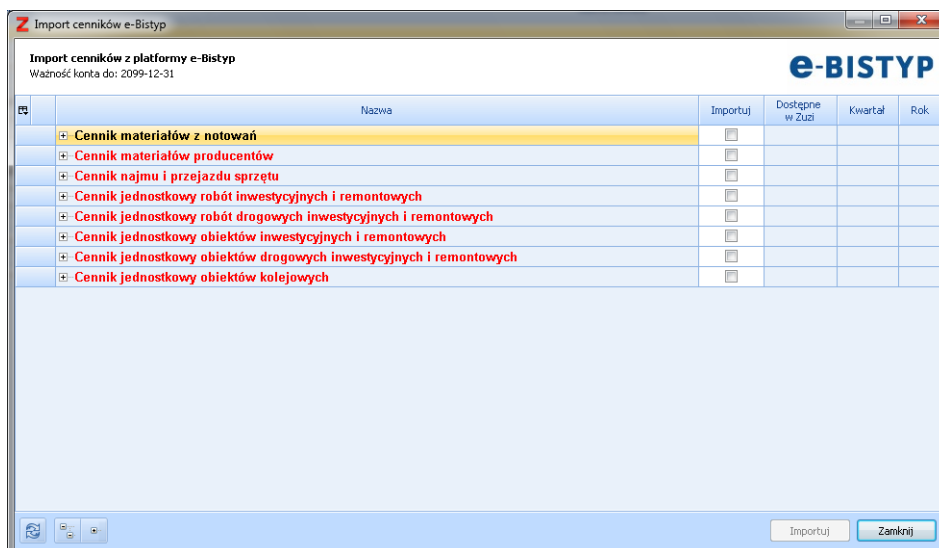 Z Import cenników e-Bistyp
Import cenników z platformy e-Bistyp
Ważność konta do: 2099-12-31
e-BISTYP
Nazwa
Importuj
Dostępne
w Zuzi
Kwartał
Rok
Cennik materiałów z notowań
Cennik materiałów producentów
Cennik najmu i przejazdu sprzętu
Cennik jednostkowy robót inwestycyjnych i remontowych
Cennik jednostkowy robót drogowych inwestycyjnych i remontowych
Cennik jednostkowy obiektów inwestycyjnych i remontowych
Cennik jednostkowy obiektów drogowych inwestycyjnych i remontowych
Cennik jednostkowy obiektów kolejowych
Importuj
Zamknij